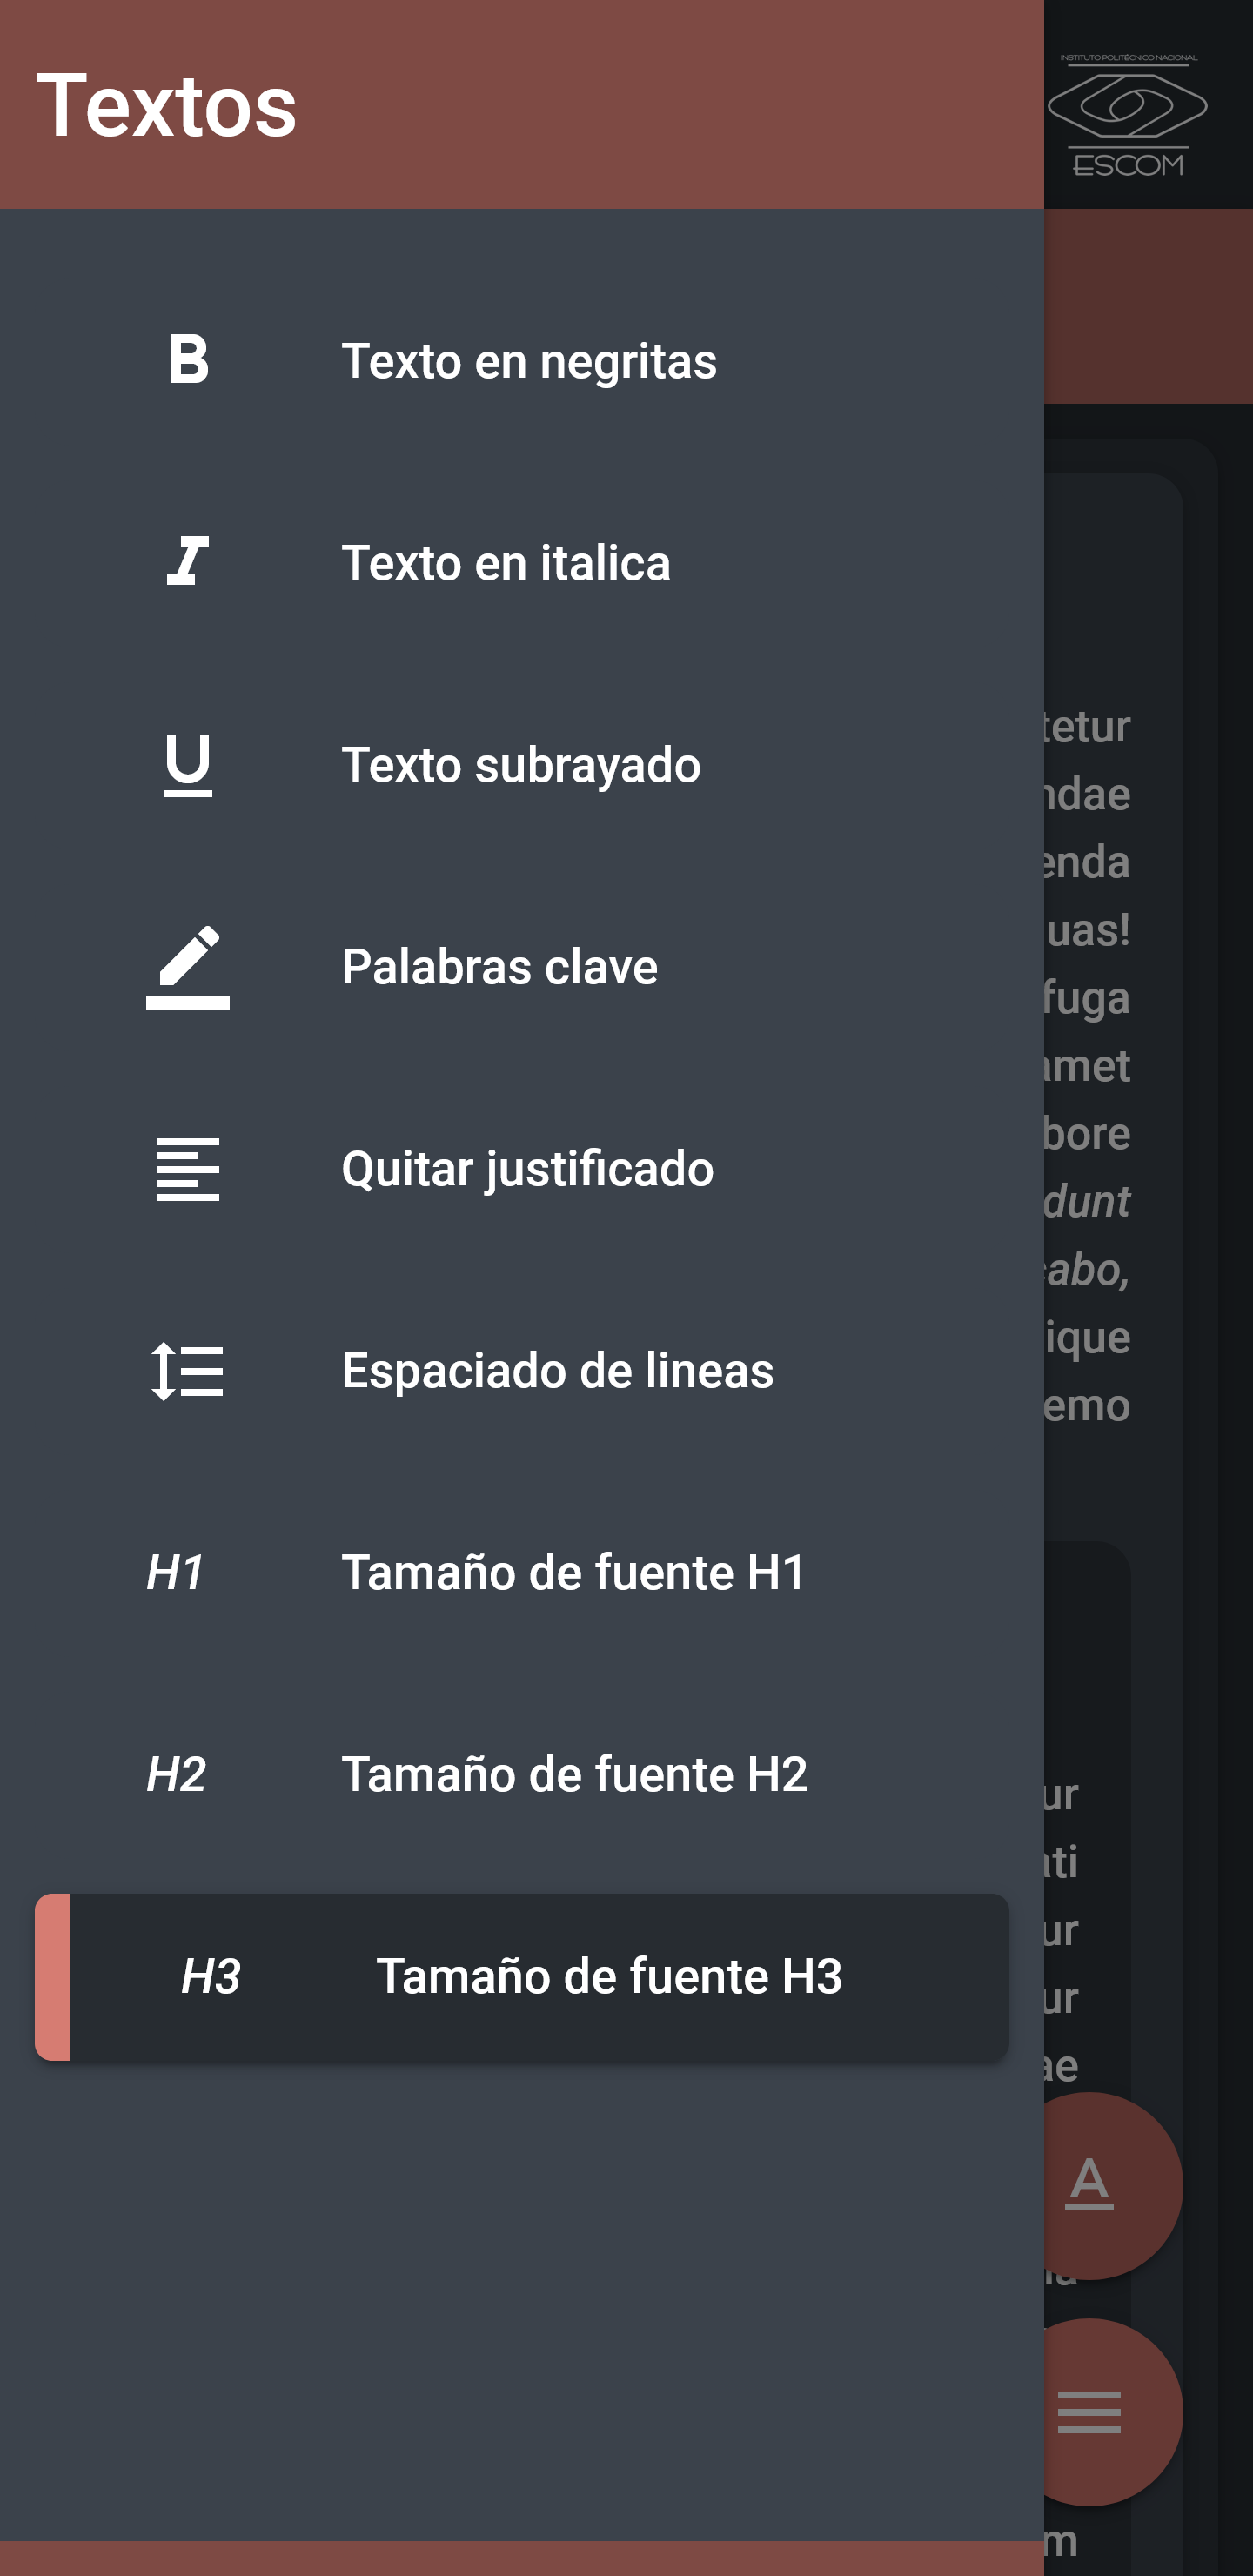 Textos
INSTITUTO POLITÉCNICO NACIONAL
ESCOM
B Texto en negritas
I Texto en italica
U Texto subrayado
Palabras clave
Quitar justificado
Espaciado de lineas
H1 Tamaño de fuente H1
H2 Tamaño de fuente H2
H3 Tamaño de fuente H3
tetur
ndae
enda
uas!
fuga
amet
bore
dunt
cabo,
ique
emo
ur
ati
ur
ur
ae
A
m